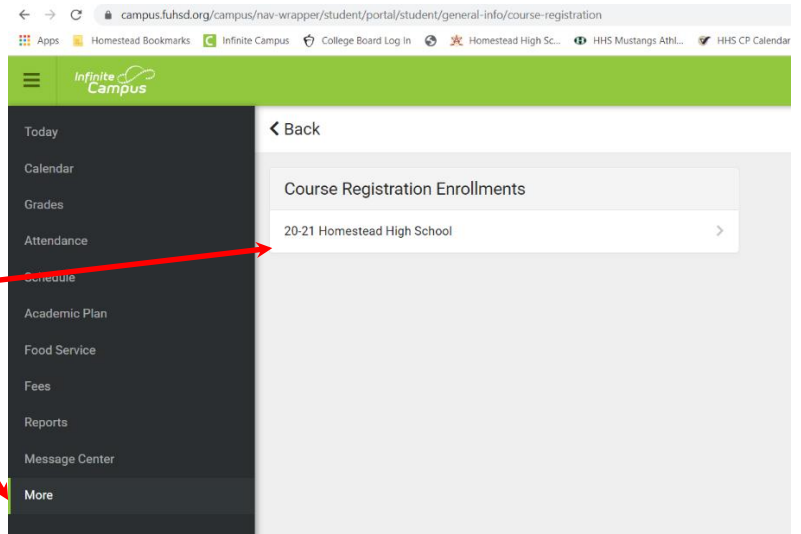 campus.fuhsd.org/campus/nav-wrapper/student/portal/student/general-info/course-registration
Apps Homestead Bookmarks Infinite Campus College Board Log In Homestead High Sc... HHS Mustangs Athl... HHS CP Calendar
Infinite
Campus
Today
Calendar
Grades
Attendance
Schedule
Academic Plan
Food Service
Fees
Reports
Message Center
More
Back
Course Registration Enrollments
20-21 Homestead High School